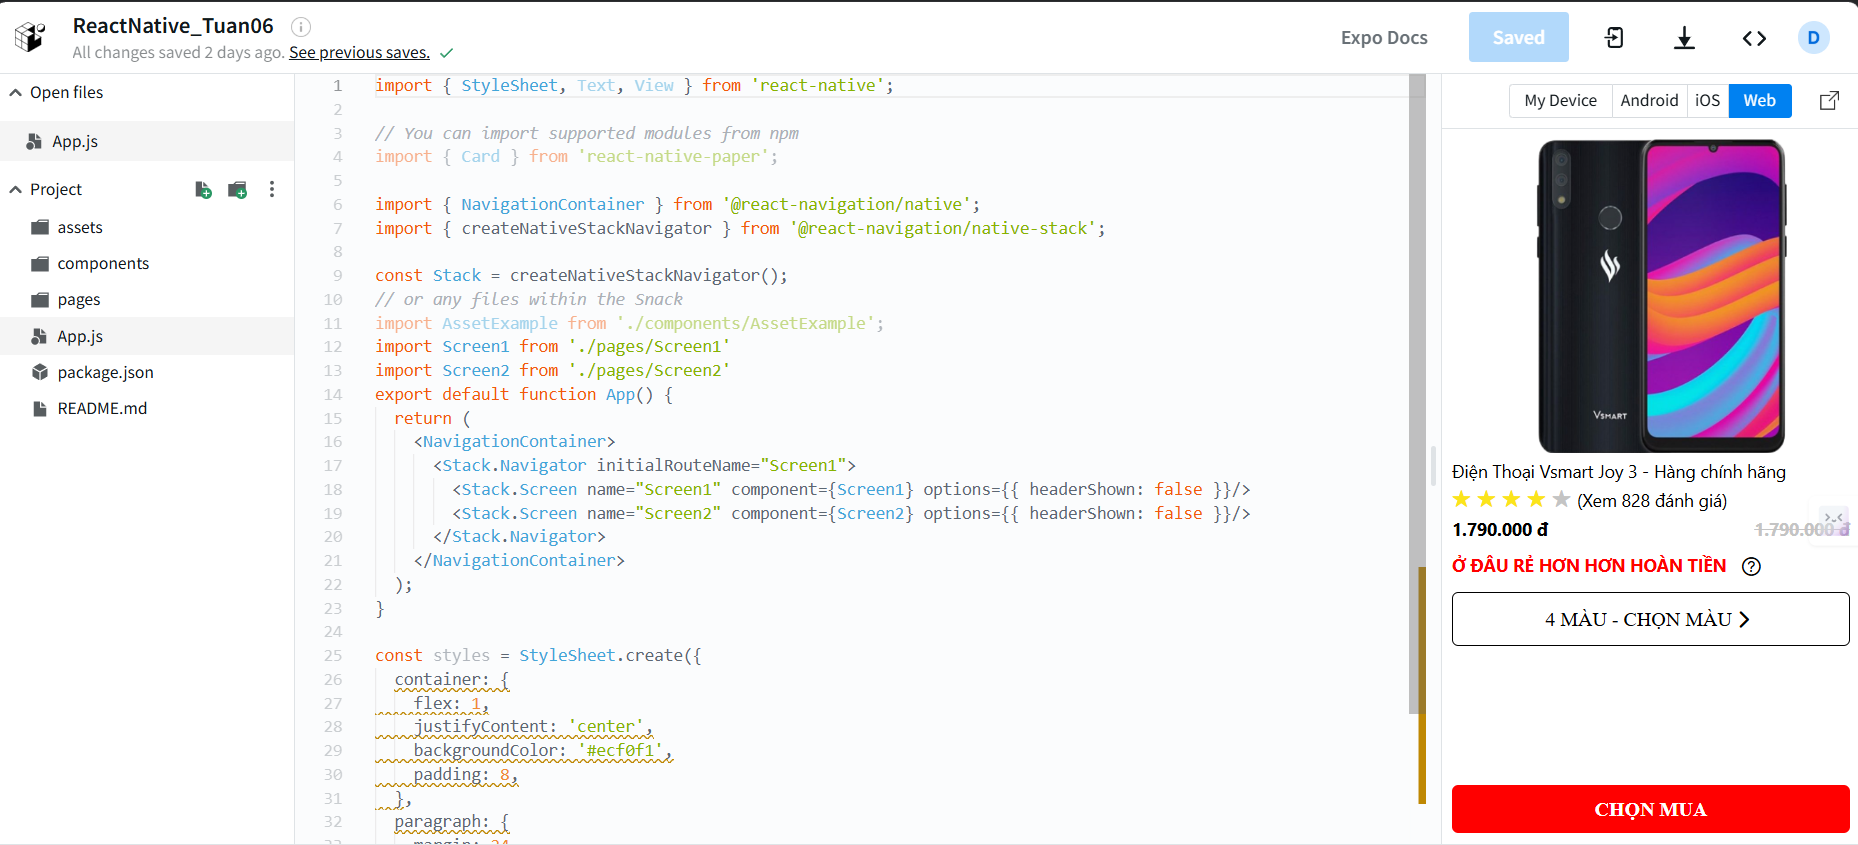 ReactNative_Tuan06
All changes saved 2 days ago. See previous saves.
Expo Docs
Saved
D
Open files
App.js
Project
assets
components
pages
App.js
package.json
README.md
1 import { StyleSheet, Text, View } from 'react-native';
2
3 // You can import supported modules from npm
4 import { Card } from 'react-native-paper';
5
6 import { NavigationContainer } from '@react-navigation/native';
7 import { createNativeStackNavigator } from '@react-navigation/native-stack';
8
9 const Stack = createNativeStackNavigator();
10 // or any files within the Snack
11 import AssetExample from './components/AssetExample';
12 import Screen1 from './pages/Screen1'
13 import Screen2 from './pages/Screen2'
14 export default function App() {
15 return (
16 <NavigationContainer>
17 <Stack.Navigator initialRouteName="Screen1">
18 <Stack.Screen name="Screen1" component={Screen1} options={{ headerShown: false }}/>
19 <Stack.Screen name="Screen2" component={Screen2} options={{ headerShown: false }}/>
20 </Stack.Navigator>
21 </NavigationContainer>
22 );
23 }
24
25 const styles = StyleSheet.create({
26 container: {
27 flex: 1,
28 justifyContent: 'center',
29 backgroundColor: '#ecf0f1',
30 padding: 8,
31 },
32 paragraph: {
My Device
Android
iOS
Web
VSMART
Điện Thoại Vsmart Joy 3 - Hàng chính hãng
(Xem 828 đánh giá)
1.790.000 đ
1.790.000 đ
Ở ĐÂU RẺ HƠN HƠN HOÀN TIỀN
4 MÀU - CHỌN MÀU
CHỌN MUA